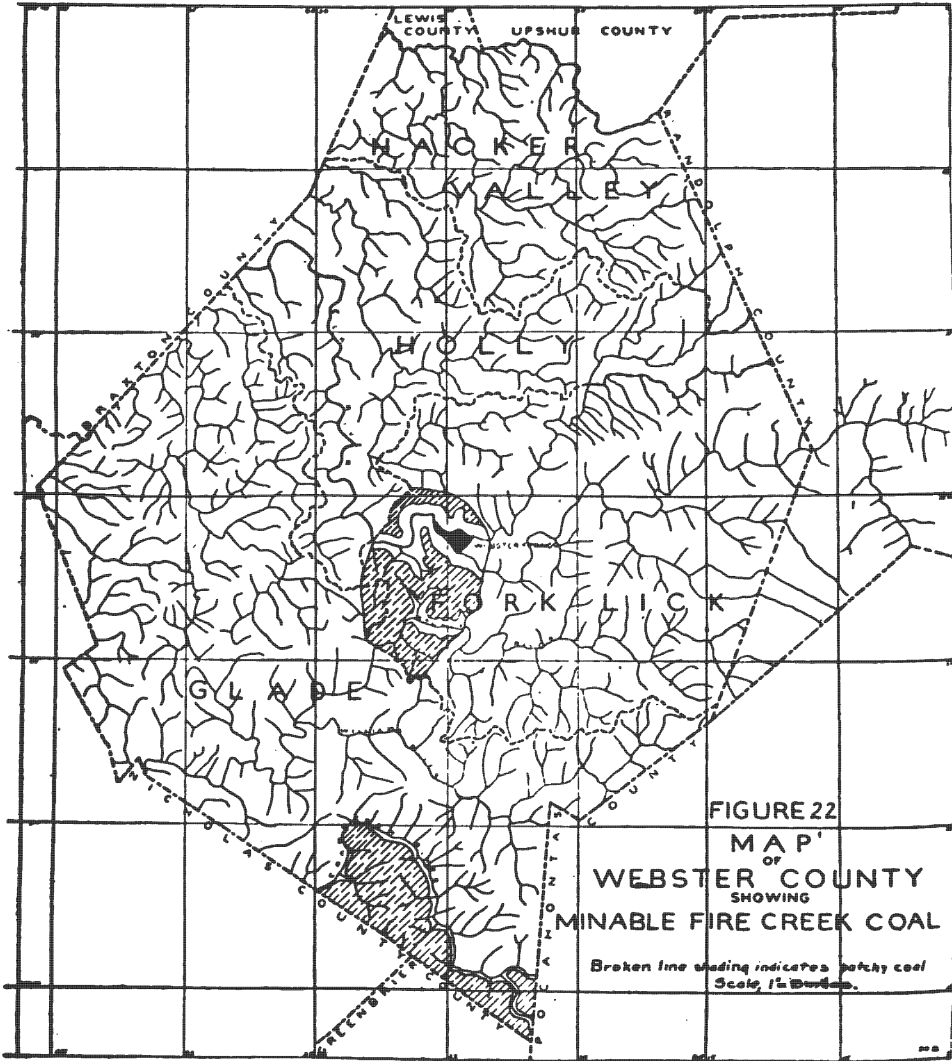 LEWIS
COUNTY
UPSHUR COUNTY
HACKER
VALLEY
RANDOLPH COUNTY
BRAXTON COUNTY
HOLLY
FORK LICK
GLADE
NICHOLAS COUNTY
GREENBRIER COUNTY
POCAHONTAS COUNTY
FIGURE 22
MAP
OF
WEBSTER COUNTY
SHOWING
MINABLE FIRE CREEK COAL
Broken line shading indicates patchy coal
Scale, 1"=